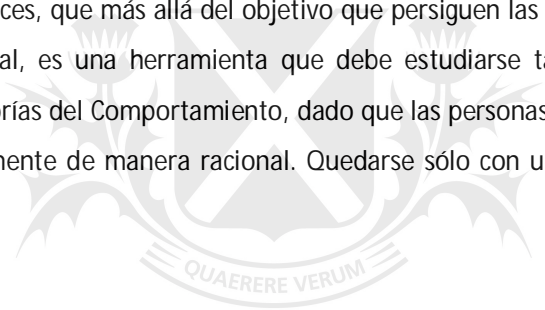 ces, que más allá del objetivo que persiguen las
al, es una herramienta que debe estudiarse ta
rías del Comportamiento, dado que las personas
mente de manera racional. Quedarse sólo con u
QUAERERE VERUM